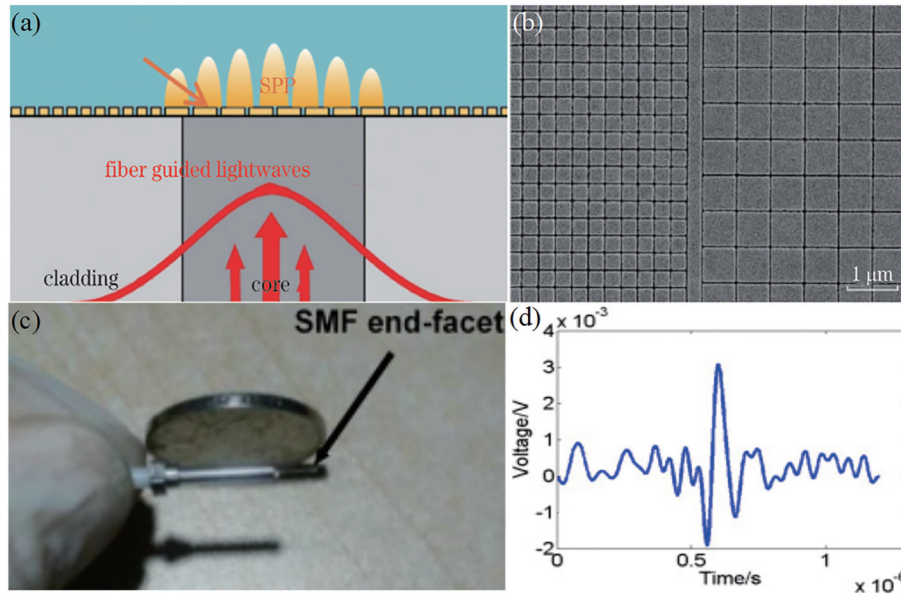 (a)
SPP
fiber guided lightwaves
cladding
core
(b)
1 μm
(c)
SMF end-facet
(d)
x 10⁻³
4
3
2
1
0
-1
-2
Voltage/V
0
0.5
1
Time/s